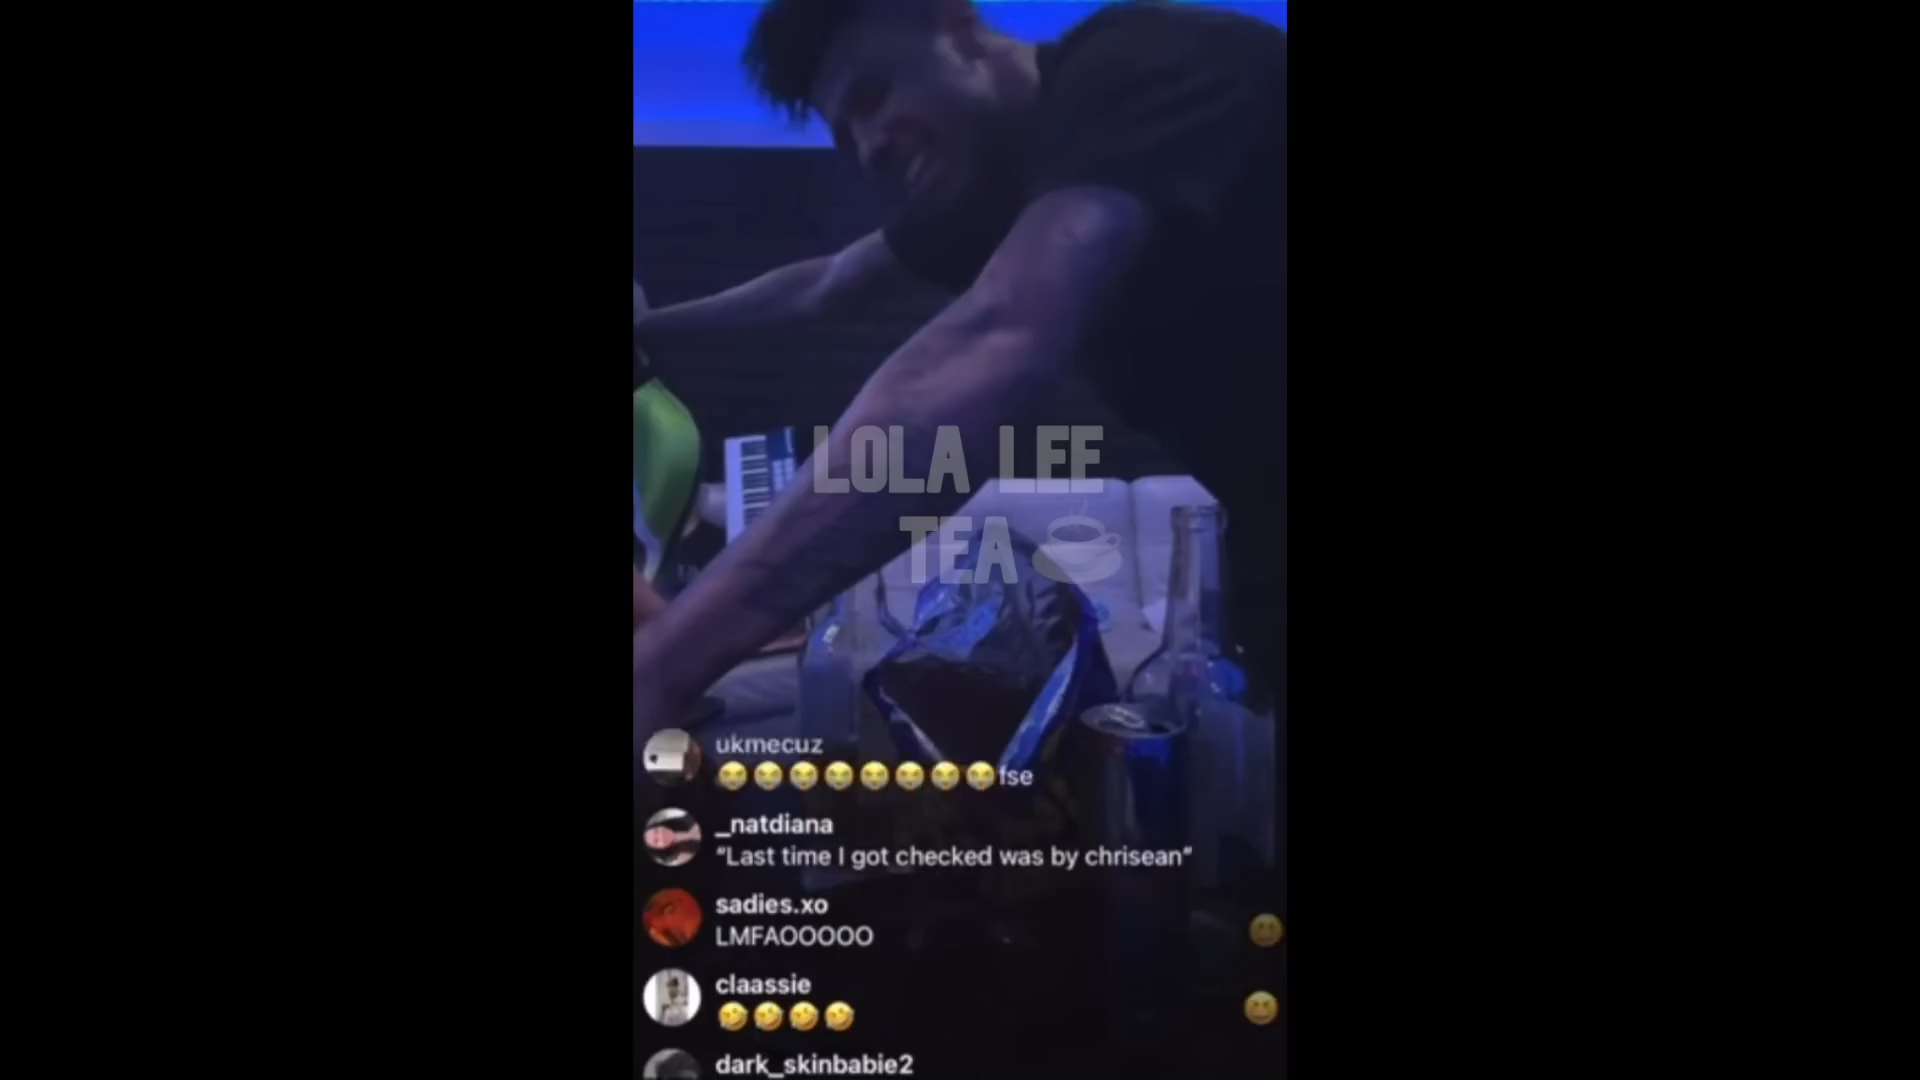 LOLA LEE
TEA
ukmecuz
😭😭😭😭😭😭😭😭fse
_natdiana
"Last time I got checked was by chrisean"
sadies.xo
LMFAOOOOO
claassie
🤣🤣🤣🤣
dark_skinbabie2